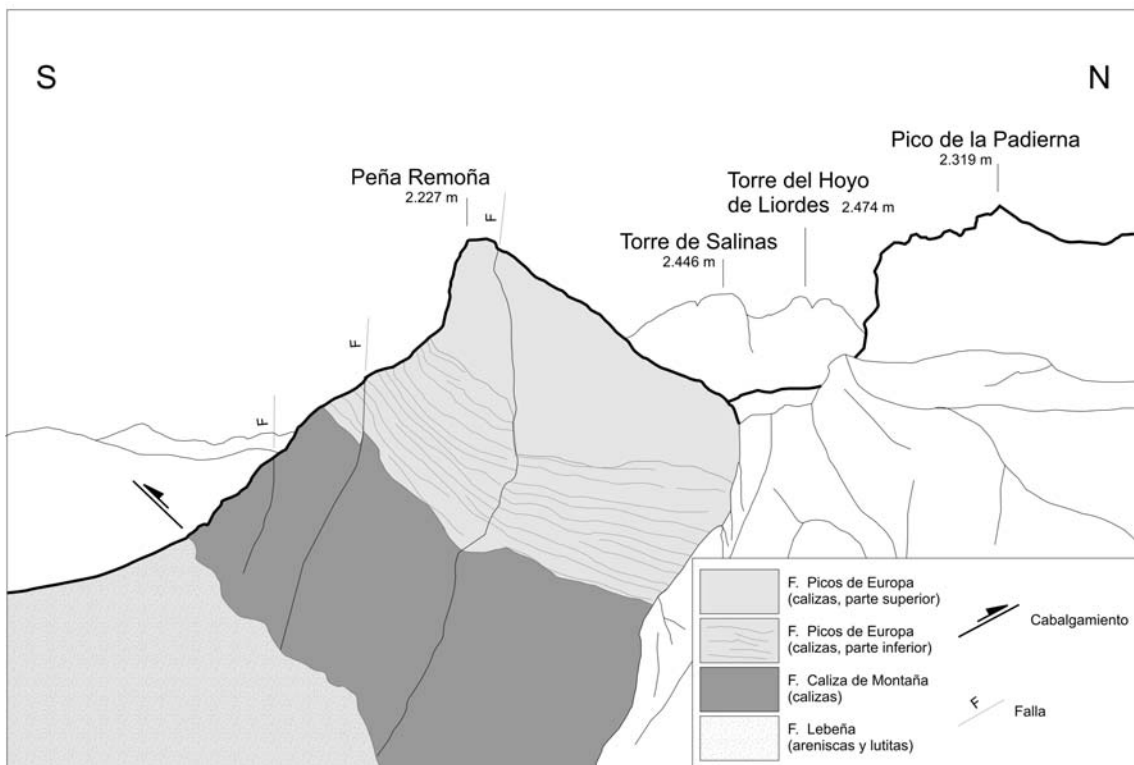 S
N
Pico de la Padierna
2.319 m
Peña Remoña
2.227 m
F
Torre del Hoyo
de Liordes 2.474 m
Torre de Salinas
2.446 m
F
F
F. Picos de Europa
(calizas, parte superior)
Cabalgamiento
F. Picos de Europa
(calizas, parte inferior)
F. Caliza de Montaña
(calizas)
F
Falla
F. Lebeña
(areniscas y lutitas)